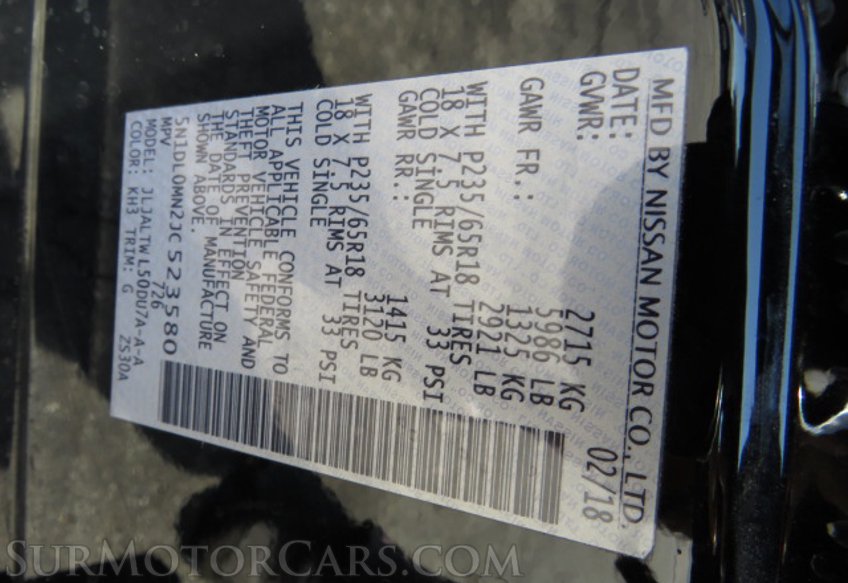 MFD BY NISSAN MOTOR CO., LTD.
DATE: 02/18
GVWR: 2715 KG
5986 LB
GAWR FR.: 1325 KG
2921 LB
WITH P235/65R18 TIRES
18 X 7.5 RIMS AT 33 PSI
COLD SINGLE
GAWR RR.: 1415 KG
3120 LB
WITH P235/65R18 TIRES
18 X 7.5 RIMS AT 33 PSI
COLD SINGLE
THIS VEHICLE CONFORMS TO
ALL APPLICABLE FEDERAL
MOTOR VEHICLE SAFETY AND
THEFT PREVENTION
STANDARDS IN EFFECT ON
THE DATE OF MANUFACTURE
SHOWN ABOVE.
5N1DL0MN2JC523580
MPV 726
MODEL: JLJALTWL50DU7A-A-A
COLOR: KH3 TRIM: G ZS30A
SurMotorCars.com